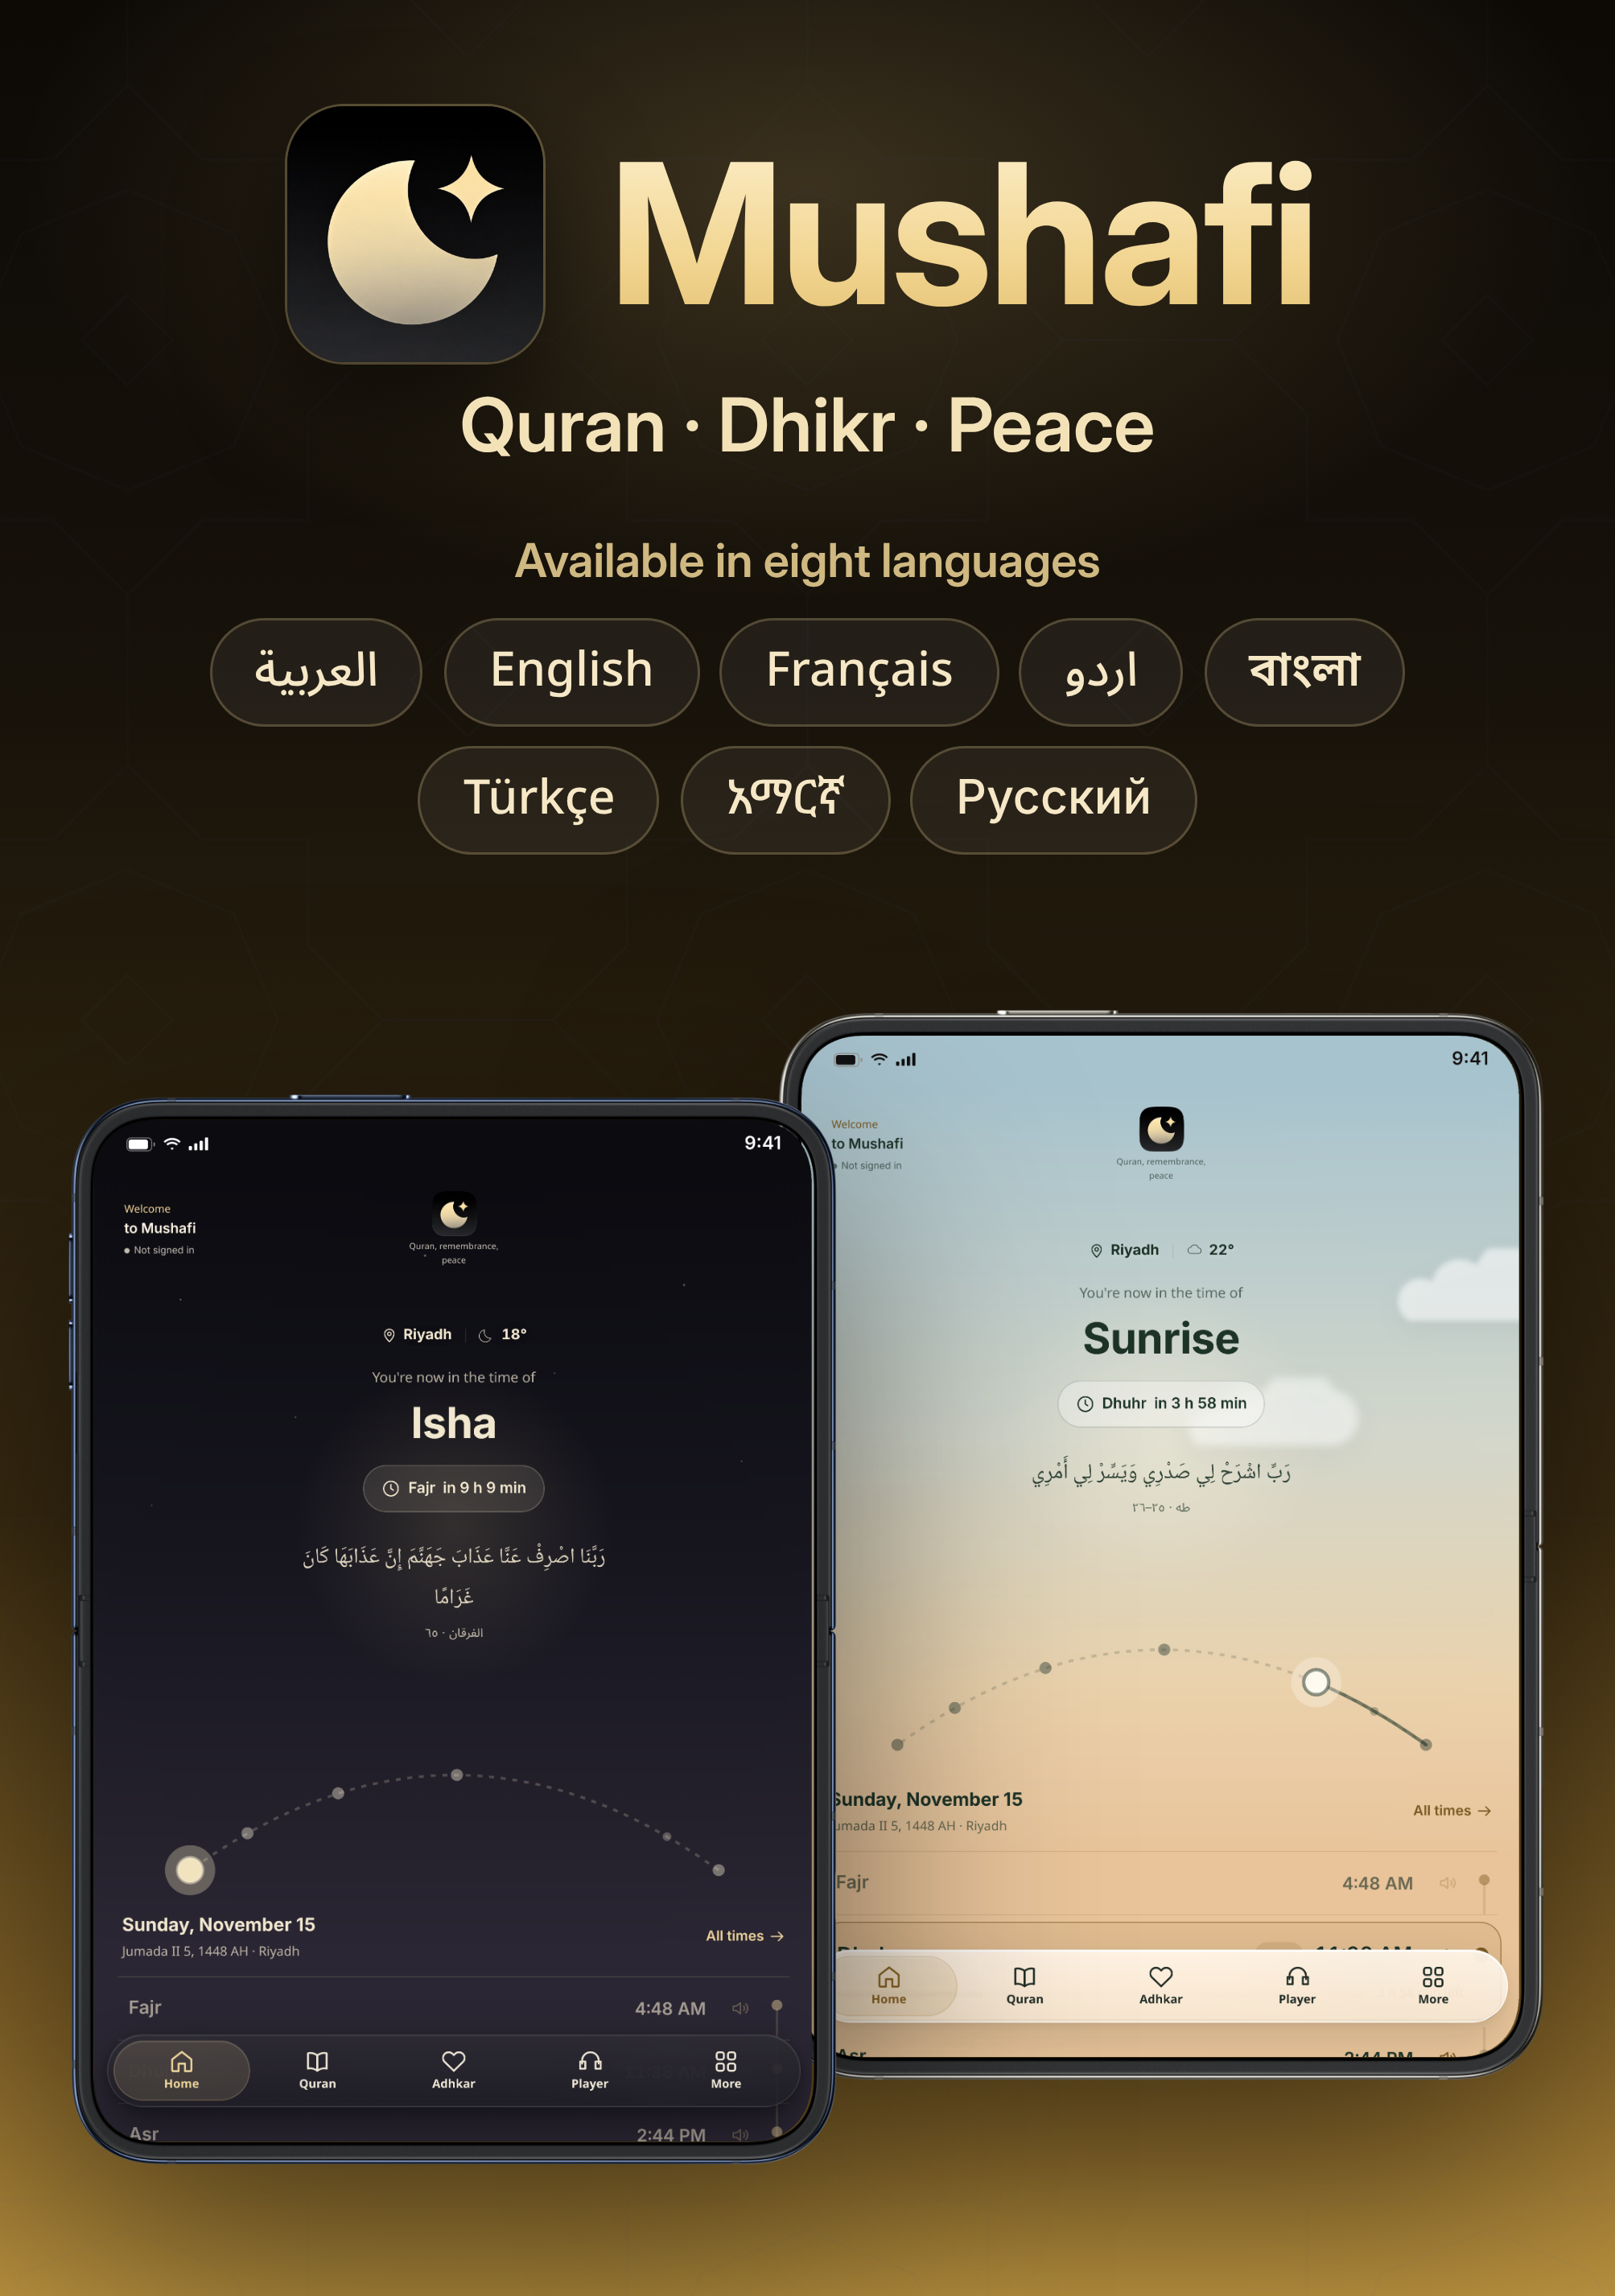 Mushafi
Quran · Dhikr · Peace
Available in eight languages
العربية English Français اردو বাংলা
Türkçe አማርኛ Русский
9:41
Welcome
to Mushafi
Not signed in
Quran, remembrance,
peace
Riyadh 18°
You're now in the time of
Isha
Fajr in 9 h 9 min
رَبَّنَا اصْرِفْ عَنَّا عَذَابَ جَهَنَّمَ إِنَّ عَذَابَهَا كَانَ
غَرَامًا
الفرقان · ٦٥
Sunday, November 15
All times →
Jumada II 5, 1448 AH · Riyadh
Fajr 4:48 AM
Home Quran Adhkar Player More
Asr 2:44 PM
9:41
Welcome
to Mushafi
Not signed in
Quran, remembrance,
peace
Riyadh 22°
You're now in the time of
Sunrise
Dhuhr in 3 h 58 min
رَبِّ اشْرَحْ لِي صَدْرِي وَيَسِّرْ لِي أَمْرِي
طه · ٢٥–٢٦
Sunday, November 15
All times →
Jumada II 5, 1448 AH · Riyadh
Fajr 4:48 AM
Home Quran Adhkar Player More
Asr 2:44 PM